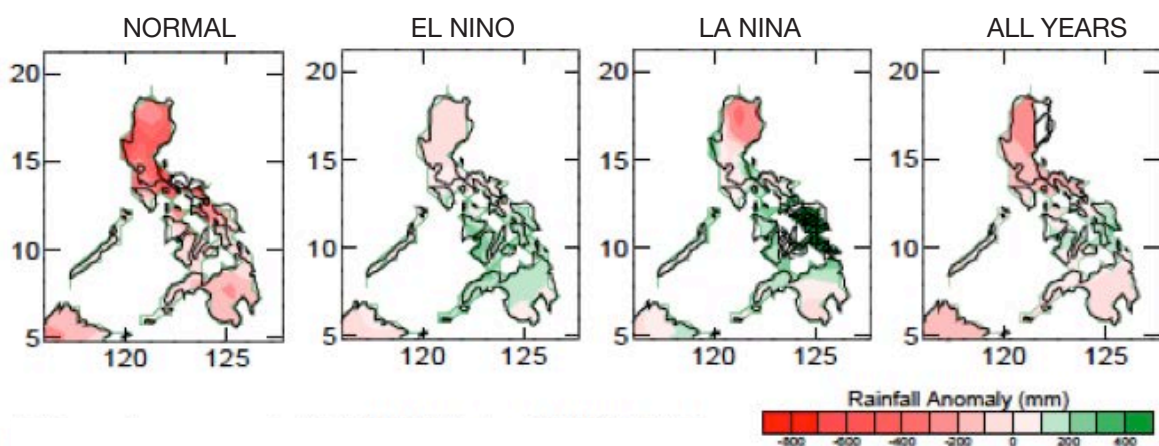 NORMAL EL NINO LA NINA ALL YEARS
20 20 20 20
15 15 15 15
10 10 10 10
5 5 5 5
120 125 120 125 120 125 120 125
Rainfall Anomaly (mm)
-800 -600 -400 -200 0 200 400